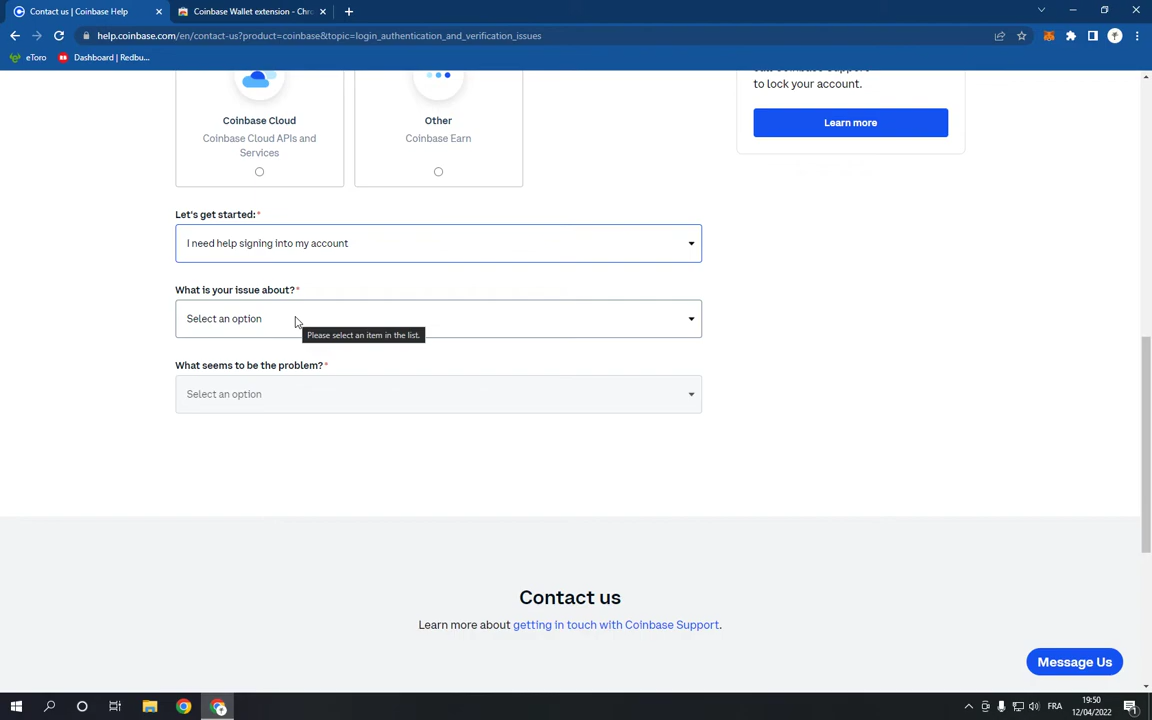 Contact us | Coinbase Help
Coinbase Wallet extension - Chr
help.coinbase.com/en/contact-us?product=coinbase&topic=login_authentication_and_verification_issues
eToro
Dashboard | Redbu...
to lock your account.
Learn more
Coinbase Cloud
Coinbase Cloud APIs and
Services
Other
Coinbase Earn
Let's get started:*
I need help signing into my account
What is your issue about?*
Select an option
Please select an item in the list.
What seems to be the problem?*
Select an option
Contact us
Learn more about getting in touch with Coinbase Support.
Message Us
FRA
19:50
12/04/2022